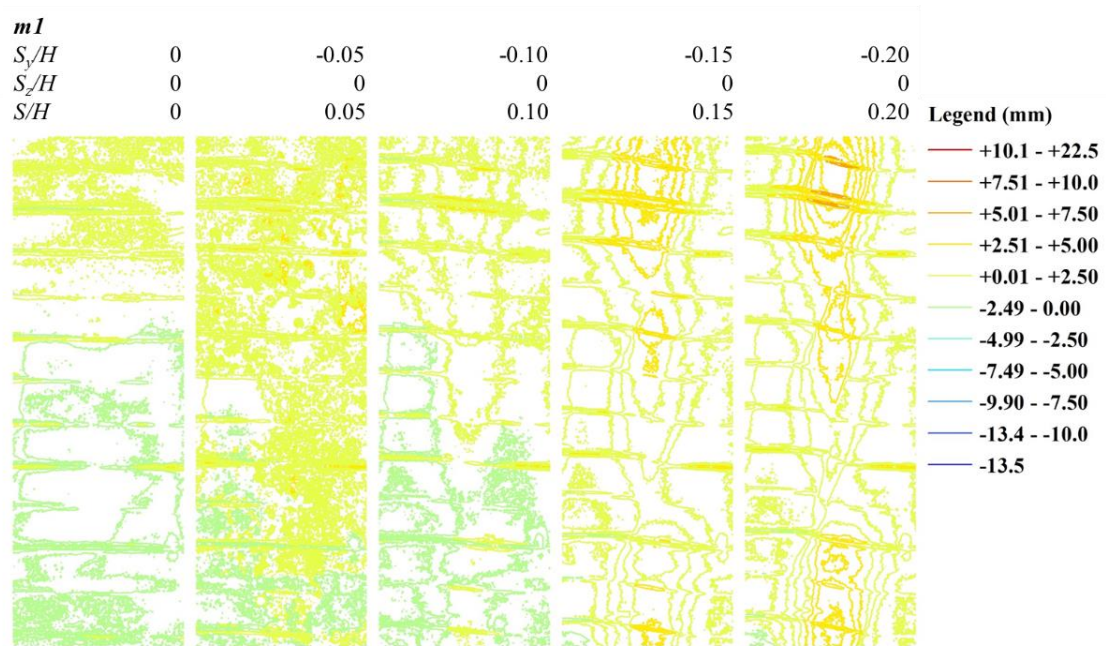 m1
S_y/H 0 -0.05 -0.10 -0.15 -0.20
S_z/H 0 0 0 0 0
S/H 0 0.05 0.10 0.15 0.20
Legend (mm)
+10.1 - +22.5
+7.51 - +10.0
+5.01 - +7.50
+2.51 - +5.00
+0.01 - +2.50
-2.49 - 0.00
-4.99 - -2.50
-7.49 - -5.00
-9.90 - -7.50
-13.4 - -10.0
-13.5